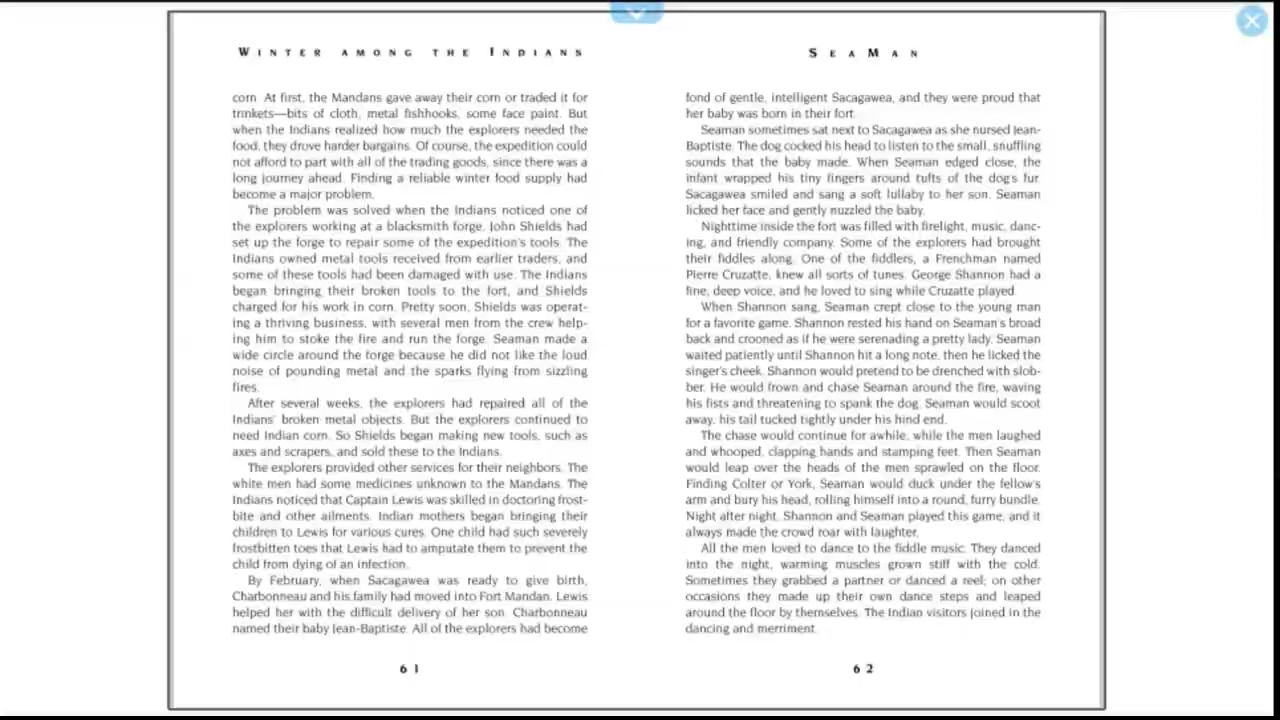 WINTER AMONG THE INDIANS
corn. At first, the Mandans gave away their corn or traded it for
trinkets—bits of cloth, metal fishhooks, some face paint. But
when the Indians realized how much the explorers needed the
food, they drove harder bargains. Of course, the expedition could
not afford to part with all of the trading goods, since there was a
long journey ahead. Finding a reliable winter food supply had
become a major problem.
The problem was solved when the Indians noticed one of
the explorers working at a blacksmith forge. John Shields had
set up the forge to repair some of the expedition's tools. The
Indians owned metal tools received from earlier traders, and
some of these tools had been damaged with use. The Indians
began bringing their broken tools to the fort, and Shields
charged for his work in corn. Pretty soon, Shields was operat-
ing a thriving business, with several men from the crew help-
ing him to stoke the fire and run the forge. Seaman made a
wide circle around the forge because he did not like the loud
noise of pounding metal and the sparks flying from sizzling
fires.
After several weeks, the explorers had repaired all of the
Indians' broken metal objects. But the explorers continued to
need Indian corn. So Shields began making new tools, such as
axes and scrapers, and sold these to the Indians.
The explorers provided other services for their neighbors. The
white men had some medicines unknown to the Mandans. The
Indians noticed that Captain Lewis was skilled in doctoring frost-
bite and other ailments. Indian mothers began bringing their
children to Lewis for various cures. One child had such severely
frostbitten toes that Lewis had to amputate them to prevent the
child from dying of an infection.
By February, when Sacagawea was ready to give birth,
Charbonneau and his family had moved into Fort Mandan. Lewis
helped her with the difficult delivery of her son. Charbonneau
named their baby Jean-Baptiste. All of the explorers had become
61
SEAMAN
fond of gentle, intelligent Sacagawea, and they were proud that
her baby was born in their fort.
Seaman sometimes sat next to Sacagawea as she nursed Jean-
Baptiste. The dog cocked his head to listen to the small, snuffling
sounds that the baby made. When Seaman edged close, the
infant wrapped his tiny fingers around tufts of the dog's fur.
Sacagawea smiled and sang a soft lullaby to her son. Seaman
licked her face and gently nuzzled the baby.
Nighttime inside the fort was filled with firelight, music, danc-
ing, and friendly company. Some of the explorers had brought
their fiddles along. One of the fiddlers, a Frenchman named
Pierre Cruzatte, knew all sorts of tunes. George Shannon had a
fine, deep voice, and he loved to sing while Cruzatte played.
When Shannon sang, Seaman crept close to the young man
for a favorite game. Shannon rested his hand on Seaman's broad
back and crooned as if he were serenading a pretty lady. Seaman
waited patiently until Shannon hit a long note, then he licked the
singer's cheek. Shannon would pretend to be drenched with slob-
ber. He would frown and chase Seaman around the fire, waving
his fists and threatening to spank the dog. Seaman would scoot
away, his tail tucked tightly under his hind end.
The chase would continue for awhile, while the men laughed
and whooped, clapping hands and stamping feet. Then Seaman
would leap over the heads of the men sprawled on the floor.
Finding Colter or York, Seaman would duck under the fellow's
arm and bury his head, rolling himself into a round, furry bundle.
Night after night, Shannon and Seaman played this game, and it
always made the crowd roar with laughter.
All the men loved to dance to the fiddle music. They danced
into the night, warming muscles grown stiff with the cold.
Sometimes they grabbed a partner or danced a reel; on other
occasions they made up their own dance steps and leaped
around the floor by themselves. The Indian visitors joined in the
dancing and merriment.
62